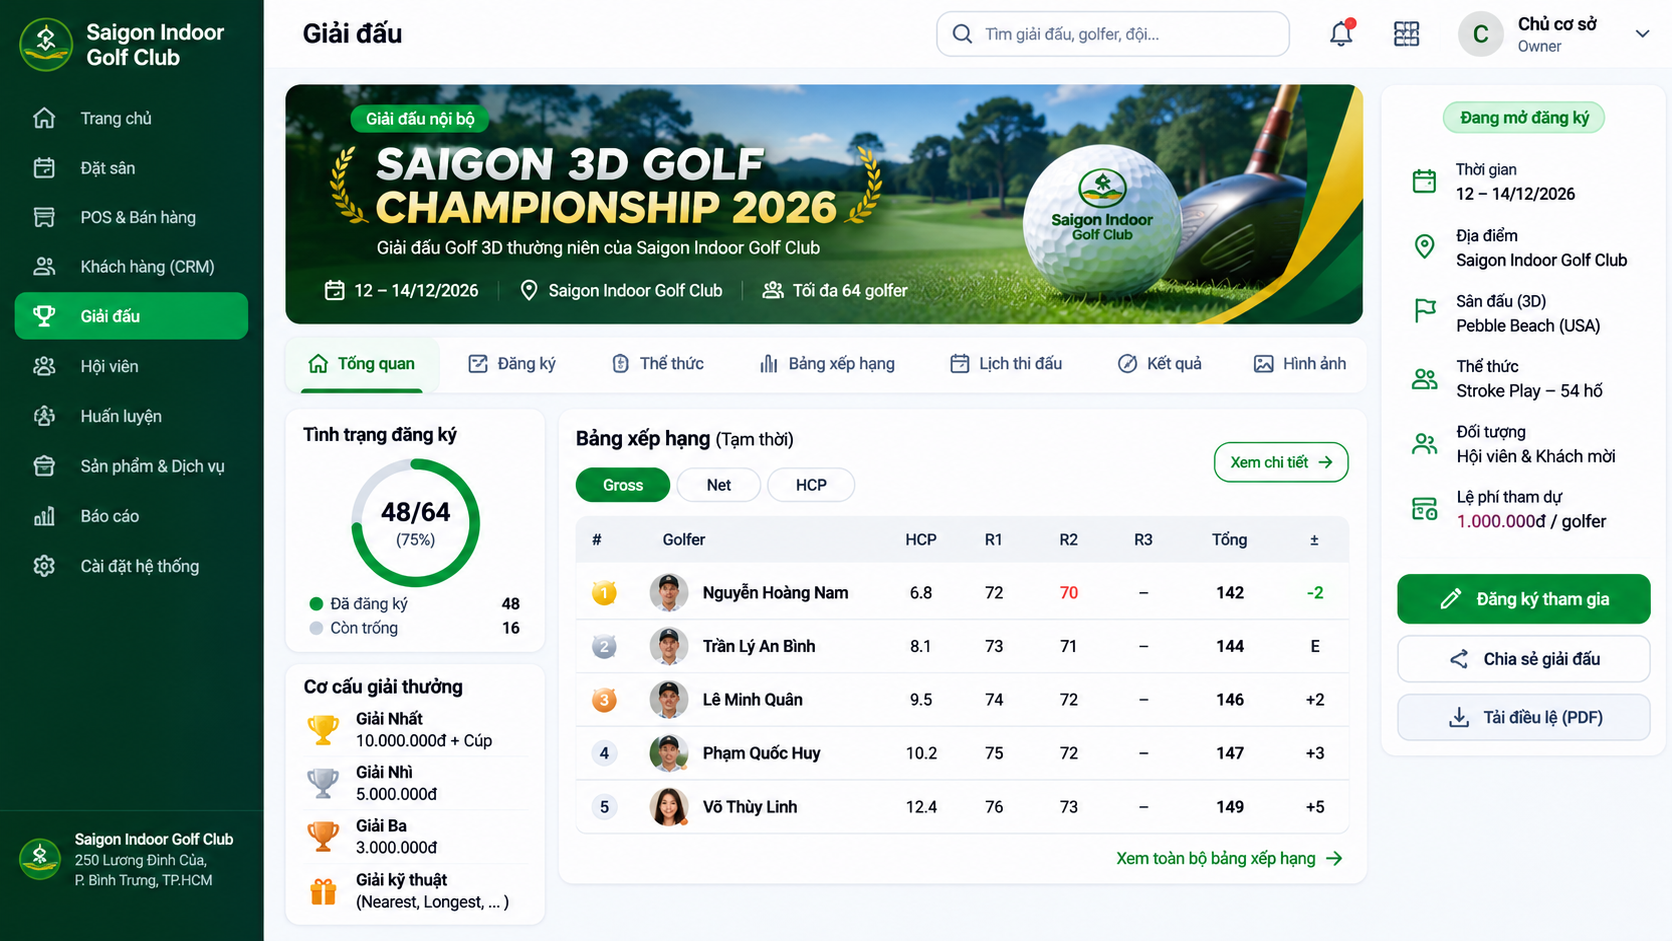 Saigon Indoor
Golf Club
Trang chủ
Đặt sân
POS & Bán hàng
Khách hàng (CRM)
Giải đấu
Hội viên
Huấn luyện
Sản phẩm & Dịch vụ
Báo cáo
Cài đặt hệ thống
Saigon Indoor Golf Club
250 Lương Đình Của,
P. Bình Trưng, TP.HCM
Giải đấu
Tìm giải đấu, golfer, đội...
C
Chủ cơ sở
Owner
Giải đấu nội bộ
SAIGON 3D GOLF
CHAMPIONSHIP 2026
Giải đấu Golf 3D thường niên của Saigon Indoor Golf Club
12 – 14/12/2026
Saigon Indoor Golf Club
Tối đa 64 golfer
Saigon Indoor
Golf Club
Tổng quan
Đăng ký
Thể thức
Bảng xếp hạng
Lịch thi đấu
Kết quả
Hình ảnh
Tình trạng đăng ký
48/64
(75%)
Đã đăng ký 48
Còn trống 16
Cơ cấu giải thưởng
Giải Nhất
10.000.000đ + Cúp
Giải Nhì
5.000.000đ
Giải Ba
3.000.000đ
Giải kỹ thuật
(Nearest, Longest, ... )
Bảng xếp hạng (Tạm thời)
Xem chi tiết →
Gross Net HCP
# Golfer HCP R1 R2 R3 Tổng ±
1 Nguyễn Hoàng Nam 6.8 72 70 – 142 -2
2 Trần Lý An Bình 8.1 73 71 – 144 E
3 Lê Minh Quân 9.5 74 72 – 146 +2
4 Phạm Quốc Huy 10.2 75 72 – 147 +3
5 Võ Thùy Linh 12.4 76 73 – 149 +5
Xem toàn bộ bảng xếp hạng →
Đang mở đăng ký
Thời gian
12 – 14/12/2026
Địa điểm
Saigon Indoor Golf Club
Sân đấu (3D)
Pebble Beach (USA)
Thể thức
Stroke Play – 54 hố
Đối tượng
Hội viên & Khách mời
Lệ phí tham dự
1.000.000đ / golfer
Đăng ký tham gia
Chia sẻ giải đấu
Tải điều lệ (PDF)